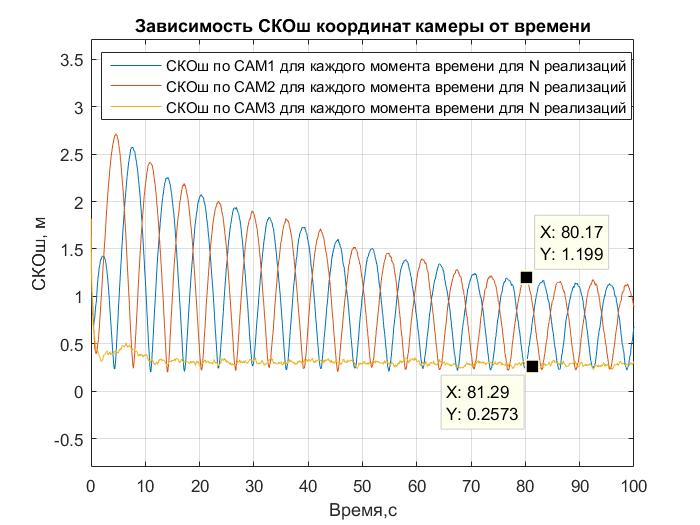 Зависимость СКОш координат камеры от времени
СКОш по САМ1 для каждого момента времени для N реализаций
СКОш по САМ2 для каждого момента времени для N реализаций
СКОш по САМ3 для каждого момента времени для N реализаций
3.5
3
2.5
2
1.5
1
0.5
0
-0.5
СКОш, м
X: 80.17
Y: 1.199
X: 81.29
Y: 0.2573
0 10 20 30 40 50 60 70 80 90 100
Время,с